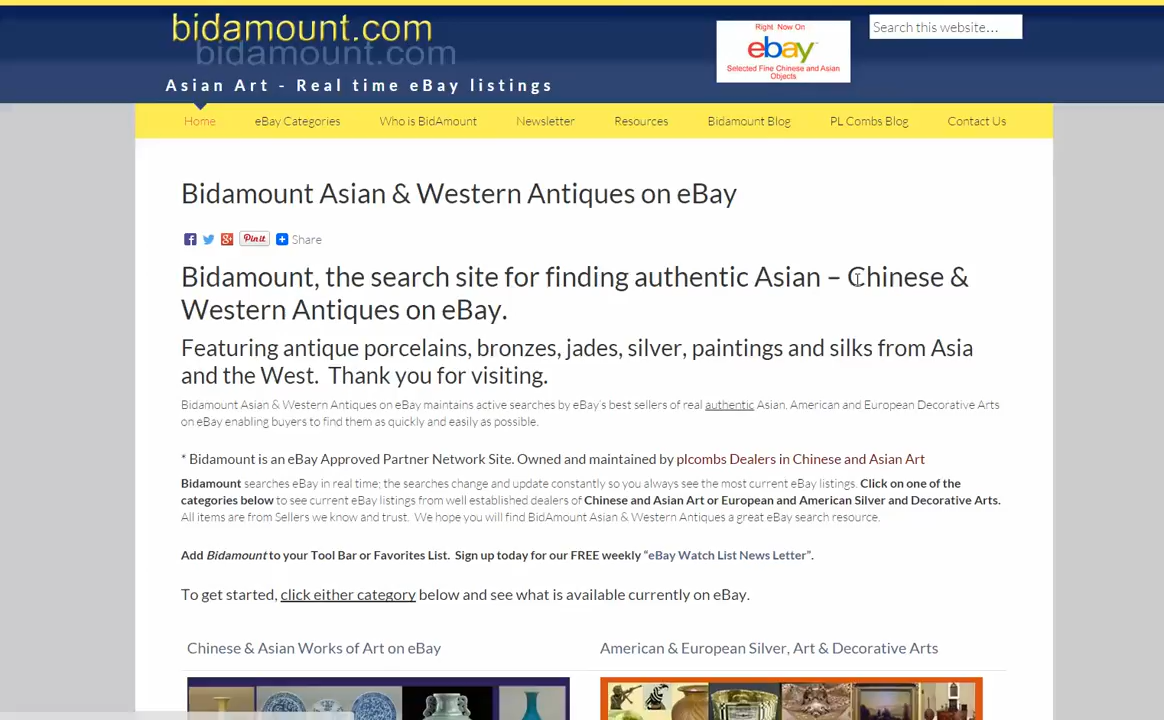 bidamount.com
bidamount.com
Asian Art - Real time eBay listings
Right Now On
ebay
Selected Fine Chinese and Asian
Objects
Search this website…
Home eBay Categories Who is BidAmount Newsletter Resources Bidamount Blog PL Combs Blog Contact Us
Bidamount Asian & Western Antiques on eBay
Pinit Share
Bidamount, the search site for finding authentic Asian – Chinese &
Western Antiques on eBay.
Featuring antique porcelains, bronzes, jades, silver, paintings and silks from Asia
and the West. Thank you for visiting.
Bidamount Asian & Western Antiques on eBay maintains active searches by eBay's best sellers of real authentic Asian, American and European Decorative Arts
on eBay enabling buyers to find them as quickly and easily as possible.
* Bidamount is an eBay Approved Partner Network Site. Owned and maintained by plcombs Dealers in Chinese and Asian Art
Bidamount searches eBay in real time; the searches change and update constantly so you always see the most current eBay listings. Click on one of the
categories below to see current eBay listings from well established dealers of Chinese and Asian Art or European and American Silver and Decorative Arts.
All items are from Sellers we know and trust. We hope you will find BidAmount Asian & Western Antiques a great eBay search resource.
Add Bidamount to your Tool Bar or Favorites List. Sign up today for our FREE weekly "eBay Watch List News Letter".
To get started, click either category below and see what is available currently on eBay.
Chinese & Asian Works of Art on eBay
American & European Silver, Art & Decorative Arts